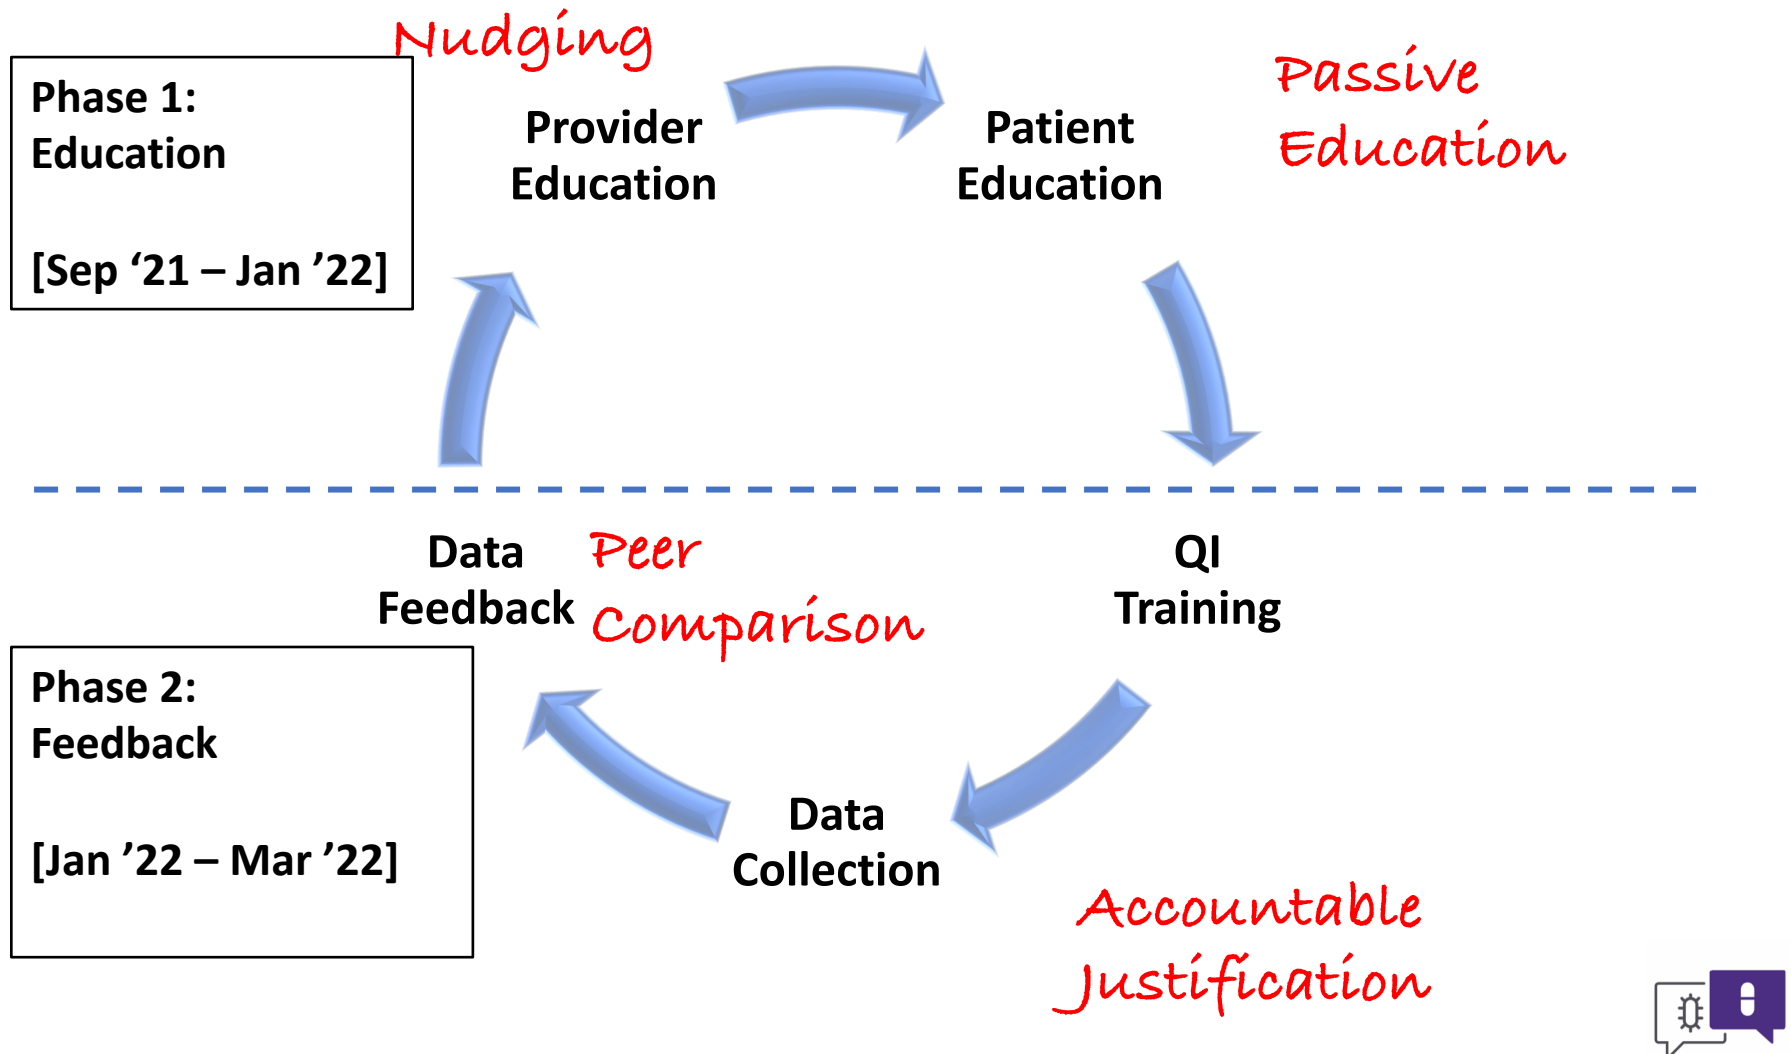 Nudging
Phase 1:
Education
[Sep ‘21 – Jan ’22]
Provider
Education
Patient
Education
Passive
Education
Data
Feedback
Peer
Comparison
QI
Training
Phase 2:
Feedback
[Jan ’22 – Mar ’22]
Data
Collection
Accountable
Justification